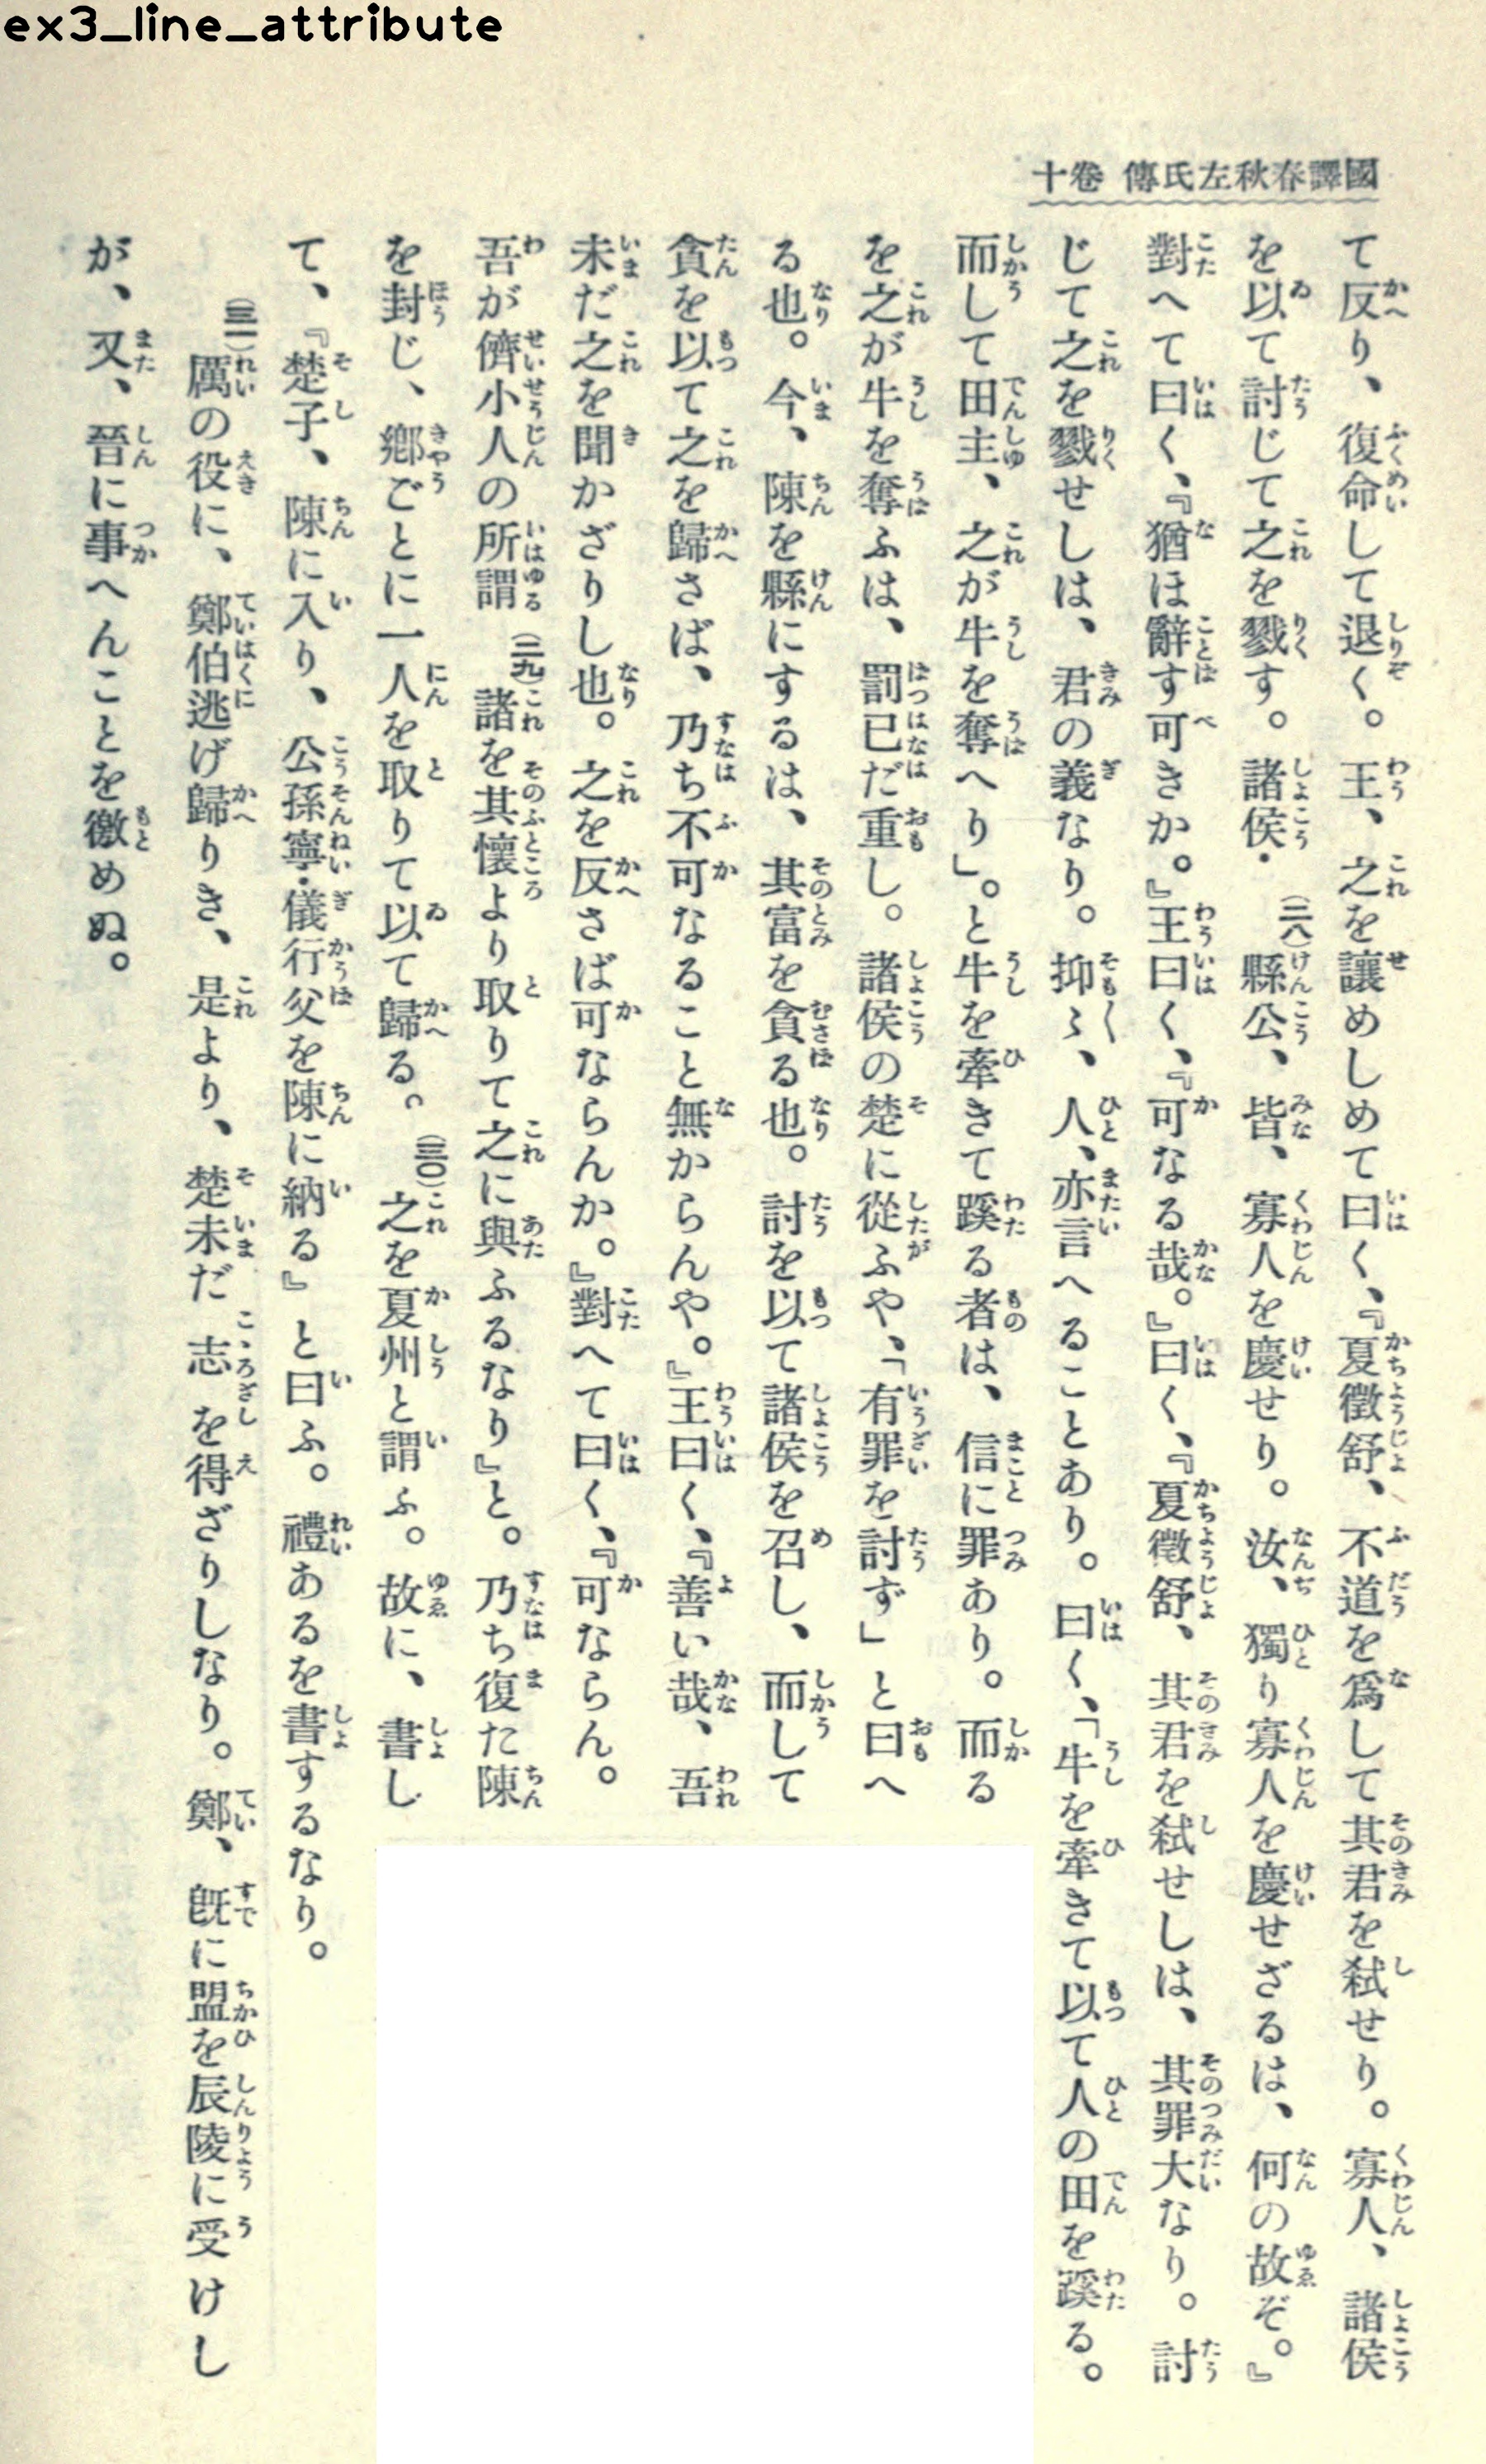 ex3_line_attribute
國譯春秋左氏傳 卷十
て反り、復命して退く。王、之を讓めしめて曰く、『夏徵舒、不道を爲して其君を弑せり。寡人、諸侯
を以て討じて之を戮す。諸侯・(二八)縣公、皆、寡人を慶せり。汝、獨り寡人を慶せざるは、何の故ぞ。』
對へて曰く、『猶ほ辭す可きか。』王曰く、『可なる哉。』曰く、『夏徵舒、其君を弑せしは、其罪大なり。討
じて之を戮せしは、君の義なり。抑〻、人、亦言へることあり。曰く、「牛を牽きて以て人の田を蹊る。
而して田主、之が牛を奪へり」。と牛を牽きて蹊る者は、信に罪あり。而る
を之が牛を奪ふは、罰已だ重し。諸侯の楚に從ふや、「有罪を討ず」と曰へ
る也。今、陳を縣にするは、其富を貪る也。討を以て諸侯を召し、而して
貪を以て之を歸さば、乃ち不可なること無からんや。』王曰く、『善い哉、吾
未だ之を聞かざりし也。之を反さば可ならんか。』對へて曰く、『可ならん。
吾が儕小人の所謂(二九)諸を其懷より取りて之に與ふるなり』と。乃ち復た陳
を封じ、鄕ごとに一人を取りて以て歸る。(三〇)之を夏州と謂ふ。故に、書し
て、『楚子、陳に入り、公孫寧・儀行父を陳に納る』と曰ふ。禮あるを書するなり。
(三一)厲の役に、鄭伯逃げ歸りき、是より、楚未だ志を得ざりしなり。鄭、既に盟を辰陵に受けし
が、又、晉に事へんことを徼めぬ。